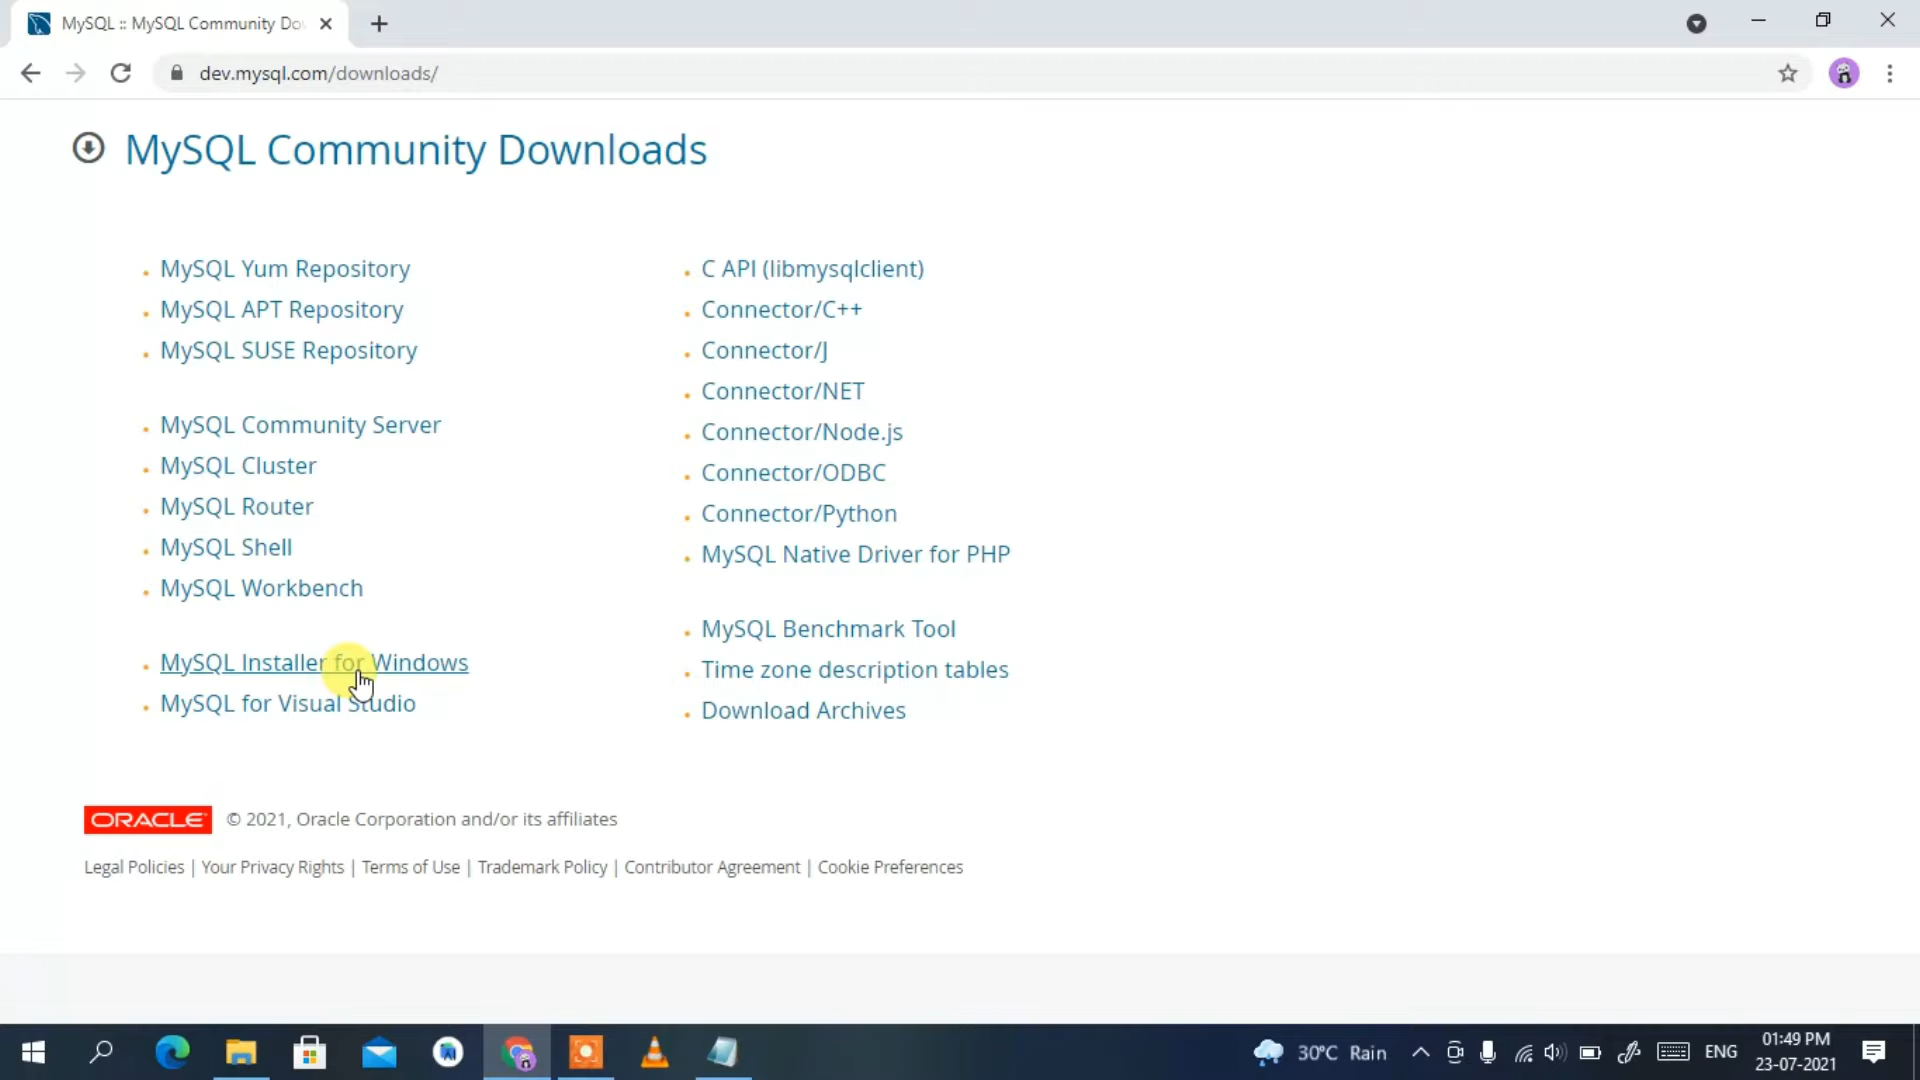 MySQL :: MySQL Community Do
dev.mysql.com/downloads/
MySQL Community Downloads
MySQL Yum Repository
MySQL APT Repository
MySQL SUSE Repository
MySQL Community Server
MySQL Cluster
MySQL Router
MySQL Shell
MySQL Workbench
MySQL Installer for Windows
MySQL for Visual Studio
C API (libmysqlclient)
Connector/C++
Connector/J
Connector/NET
Connector/Node.js
Connector/ODBC
Connector/Python
MySQL Native Driver for PHP
MySQL Benchmark Tool
Time zone description tables
Download Archives
ORACLE © 2021, Oracle Corporation and/or its affiliates
Legal Policies | Your Privacy Rights | Terms of Use | Trademark Policy | Contributor Agreement | Cookie Preferences
30°C Rain
ENG
01:49 PM
23-07-2021